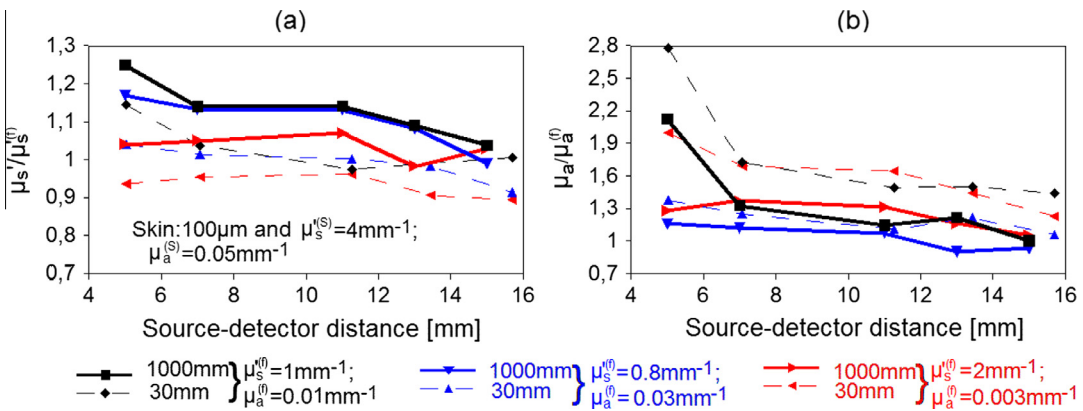 (a)
1,3
1,2
1,1
1
0,9
0,8
0,7
μs'/μs'(f)
Skin:100μm and μs'(S)=4mm-1;
μa(S)=0.05mm-1
4 6 8 10 12 14 16
Source-detector distance [mm]
(b)
2,8
2,5
2,2
1,9
1,6
1,3
1
0,7
μa/μa(f)
4 6 8 10 12 14 16
Source-detector distance [mm]
1000mm
30mm
} μs'(f)=1mm-1;
μa(f)=0.01mm-1
1000mm
30mm
} μs'(f)=0.8mm-1;
μa(f)=0.03mm-1
1000mm
30mm
} μs'(f)=2mm-1;
μa(f)=0.003mm-1